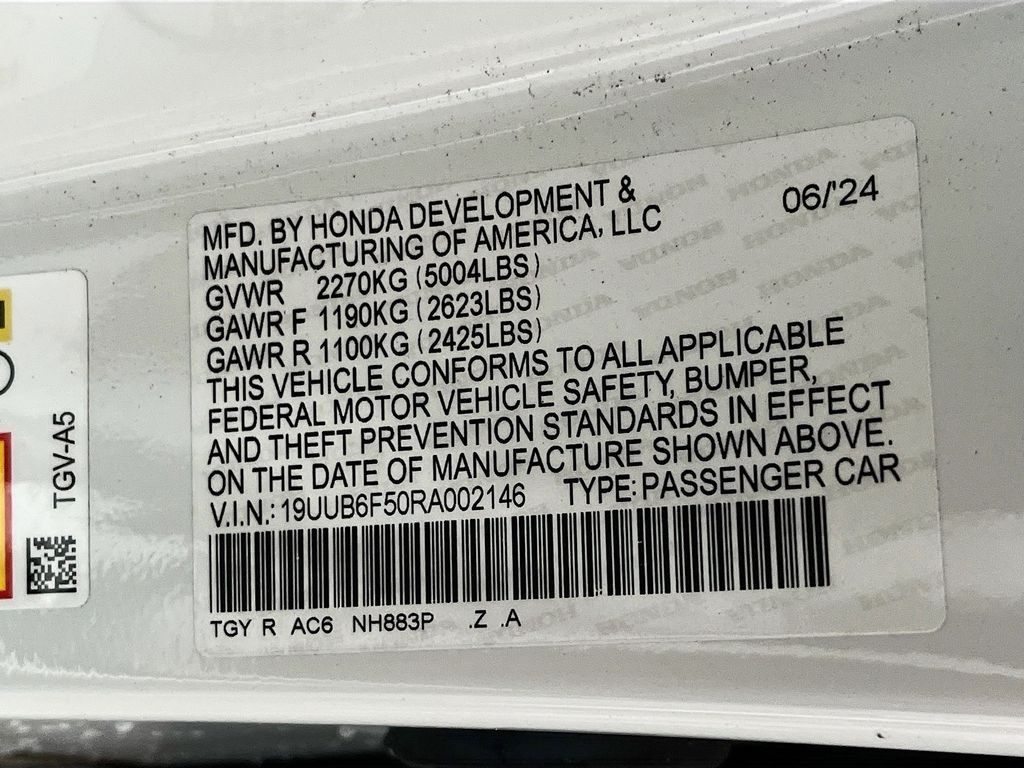 MFD. BY HONDA DEVELOPMENT &
MANUFACTURING OF AMERICA, LLC
06/'24
GVWR 2270KG (5004LBS)
GAWR F 1190KG (2623LBS)
GAWR R 1100KG (2425LBS)
THIS VEHICLE CONFORMS TO ALL APPLICABLE
FEDERAL MOTOR VEHICLE SAFETY, BUMPER,
AND THEFT PREVENTION STANDARDS IN EFFECT
ON THE DATE OF MANUFACTURE SHOWN ABOVE.
V.I.N.: 19UUB6F50RA002146 TYPE: PASSENGER CAR
TGY R AC6 NH883P .Z .A
TGV-A5